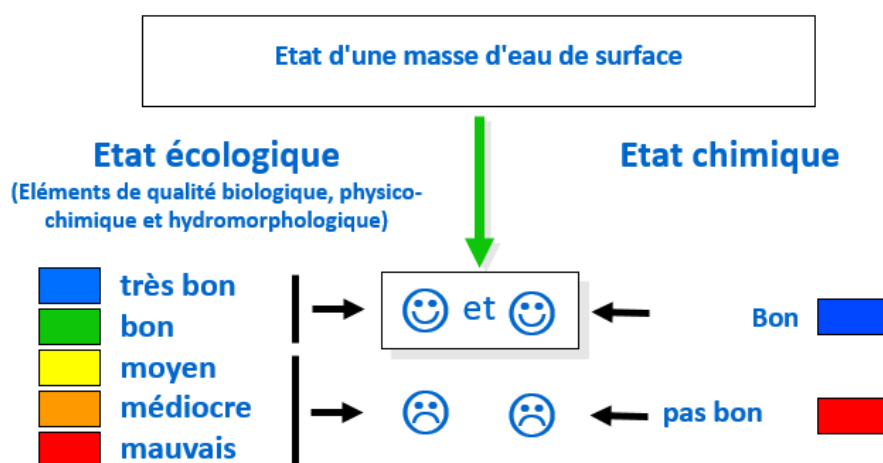 Etat d'une masse d'eau de surface
Etat écologique
(Eléments de qualité biologique, physico-
chimique et hydromorphologique)
Etat chimique
très bon
bon
moyen
médiocre
mauvais
et
Bon
pas bon